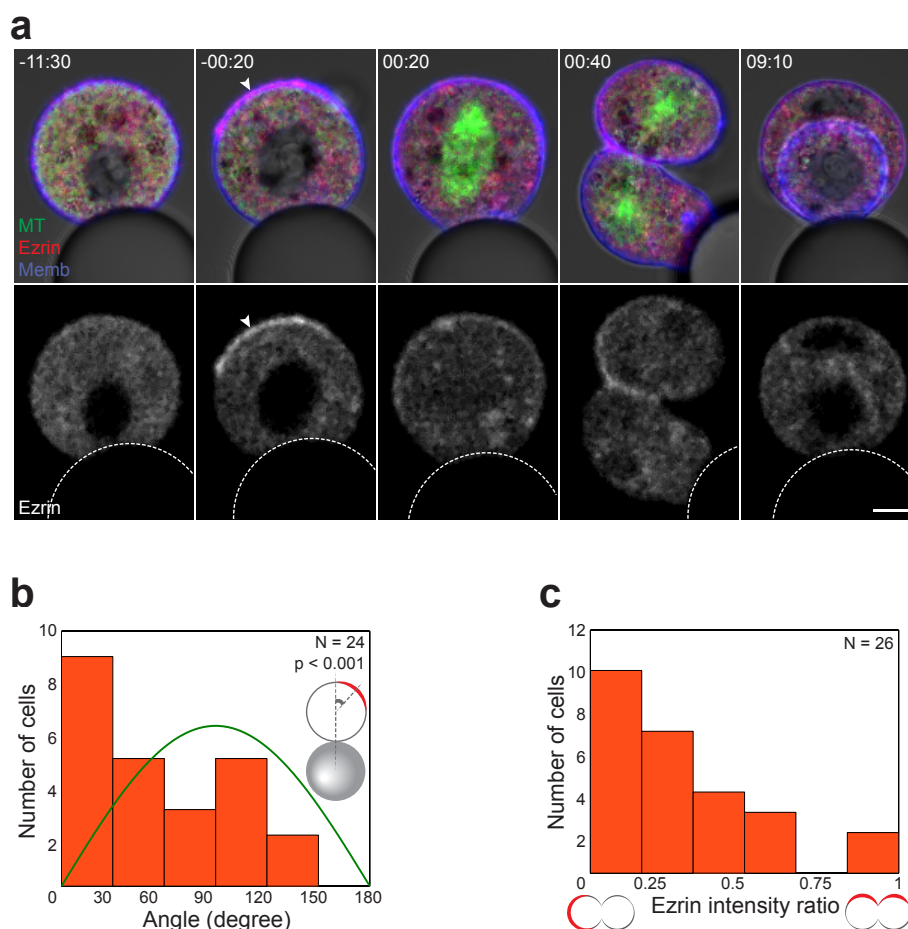 a
-11:30 -00:20 00:20 00:40 09:10
MT
Ezrin
Memb
Ezrin
b
N = 24
p < 0.001
Number of cells
10
8
6
4
2
0 30 60 90 120 150 180
Angle (degree)
c
N = 26
Number of cells
12
10
8
6
4
2
0 0.25 0.5 0.75 1
Ezrin intensity ratio